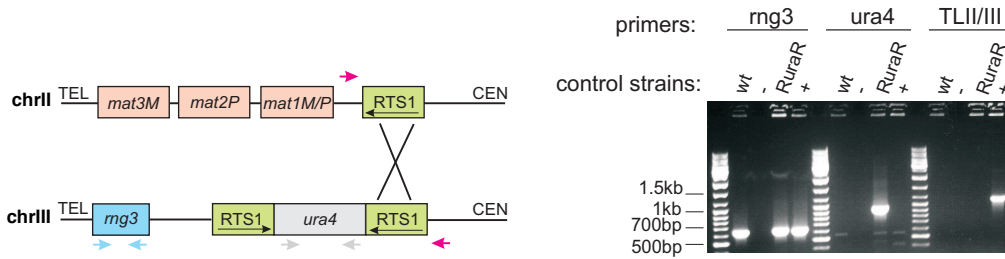 chrII TEL mat3M mat2P mat1M/P RTS1 CEN
chrIII TEL rng3 RTS1 ura4 RTS1 CEN
primers: rng3 ura4 TLII/III
control strains: wt - RuraR + wt - RuraR + wt - RuraR +
1.5kb
1kb
700bp
500bp